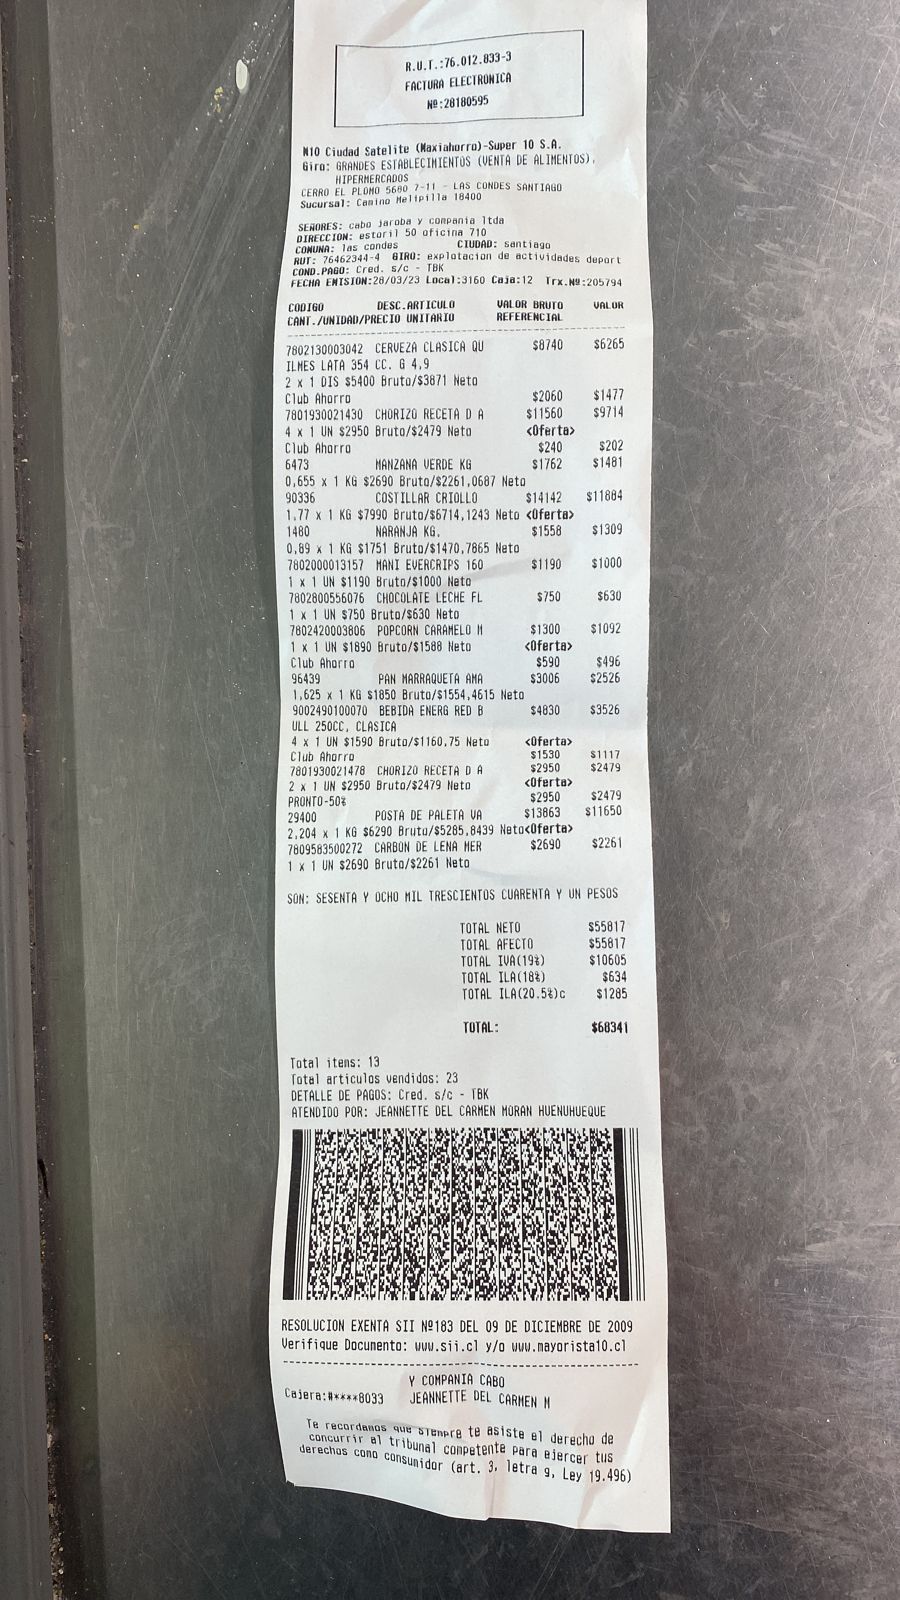 R.U.T.:76.012.833-3
FACTURA ELECTRONICA
Nº:28180595
M10 Ciudad Satelite (Maxiahorro)-Super 10 S.A.
Giro: GRANDES ESTABLECIMIENTOS (VENTA DE ALIMENTOS),
HIPERMERCADOS
CERRO EL PLOMO 5680 7-11 - LAS CONDES SANTIAGO
Sucursal: Camino Melipilla 18400
SEÑORES: cabo jaroba y compania ltda
DIRECCION: estoril 50 oficina 710
COMUNA: las condes CIUDAD: santiago
RUT: 76462344-4 GIRO: explotacion de actividades deport
COND.PAGO: Cred. s/c - TBK
FECHA EMISION:28/03/23 Local:3160 Caja:12 Trx.Nº:205794
CODIGO DESC.ARTICULO VALOR BRUTO VALOR
CANT./UNIDAD/PRECIO UNITARIO REFERENCIAL
7802130003042 CERVEZA CLASICA QU $8740 $6265
ILMES LATA 354 CC. G 4,9
2 x 1 DIS $5400 Bruto/$3871 Neto
Club Ahorro $2060 $1477
7801930021430 CHORIZO RECETA D A $11560 $9714
4 x 1 UN $2950 Bruto/$2479 Neto <Oferta>
Club Ahorro $240 $202
6473 MANZANA VERDE KG $1762 $1481
0,655 x 1 KG $2690 Bruto/$2261,0687 Neto
90336 COSTILLAR CRIOLLO $14142 $11884
1,77 x 1 KG $7990 Bruto/$6714,1243 Neto <Oferta>
1480 NARANJA KG. $1558 $1309
0,89 x 1 KG $1751 Bruto/$1470,7865 Neto
7802000013157 MANI EVERCRIPS 160 $1190 $1000
1 x 1 UN $1190 Bruto/$1000 Neto
7802800556076 CHOCOLATE LECHE FL $750 $630
1 x 1 UN $750 Bruto/$630 Neto
7802420003806 POPCORN CARAMELO M $1300 $1092
1 x 1 UN $1890 Bruto/$1588 Neto <Oferta>
Club Ahorro $590 $496
96439 PAN MARRAQUETA AMA $3006 $2526
1,625 x 1 KG $1850 Bruto/$1554,4615 Neto
9002490100070 BEBIDA ENERG RED B $4830 $3526
ULL 250CC, CLASICA
4 x 1 UN $1590 Bruto/$1160,75 Neto <Oferta>
Club Ahorro $1530 $1117
7801930021478 CHORIZO RECETA D A $2950 $2479
2 x 1 UN $2950 Bruto/$2479 Neto <Oferta>
PRONTO-50% $2950 $2479
29400 POSTA DE PALETA VA $13863 $11650
2,204 x 1 KG $6290 Bruto/$5285,8439 Neto<Oferta>
7809583500272 CARBON DE LENA MER $2690 $2261
1 x 1 UN $2690 Bruto/$2261 Neto
SON: SESENTA Y OCHO MIL TRESCIENTOS CUARENTA Y UN PESOS
TOTAL NETO $55817
TOTAL AFECTO $55817
TOTAL IVA(19%) $10605
TOTAL ILA(18%) $634
TOTAL ILA(20.5%)c $1285
TOTAL: $68341
Total items: 13
Total articulos vendidos: 23
DETALLE DE PAGOS: Cred. s/c - TBK
ATENDIDO POR: JEANNETTE DEL CARMEN MORAN HUENUHUEQUE
RESOLUCION EXENTA SII Nº183 DEL 09 DE DICIEMBRE DE 2009
Verifique Documento: www.sii.cl y/o www.mayorista10.cl
Y COMPANIA CABO
Cajera:#****8033 JEANNETTE DEL CARMEN M
Te recordamos que siempre te asiste el derecho de
concurrir al tribunal competente para ejercer tus
derechos como consumidor (art. 3, letra g, Ley 19.496)